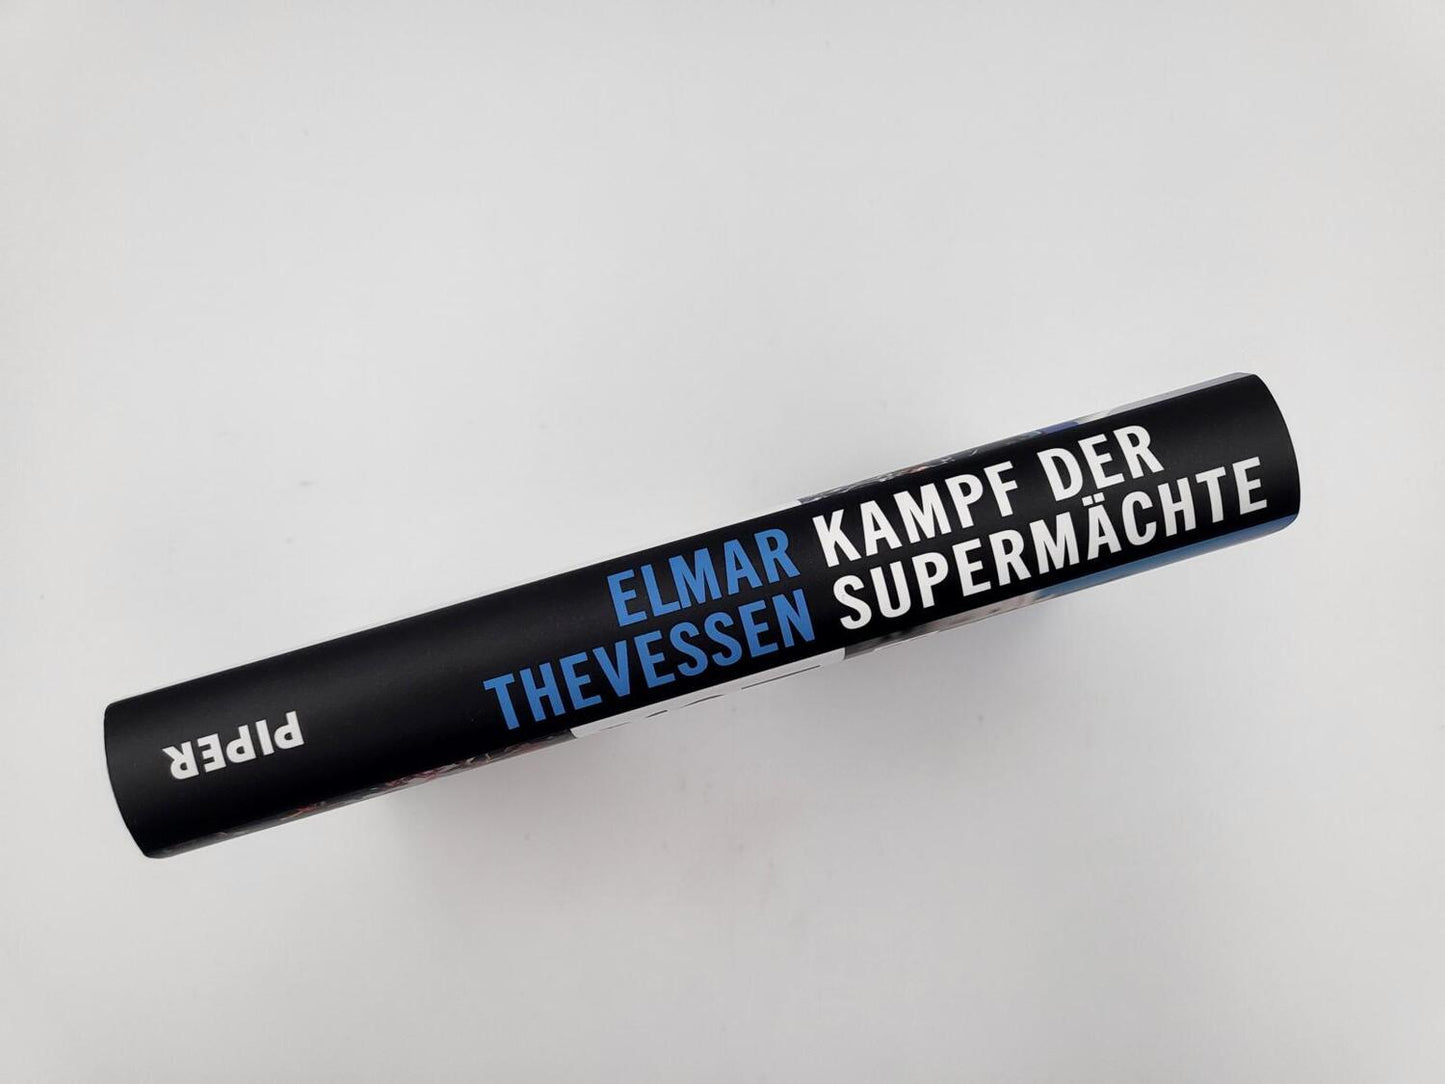 ELMAR
THEVESSEN
KAMPF DER
SUPERMÄCHTE
PIPER